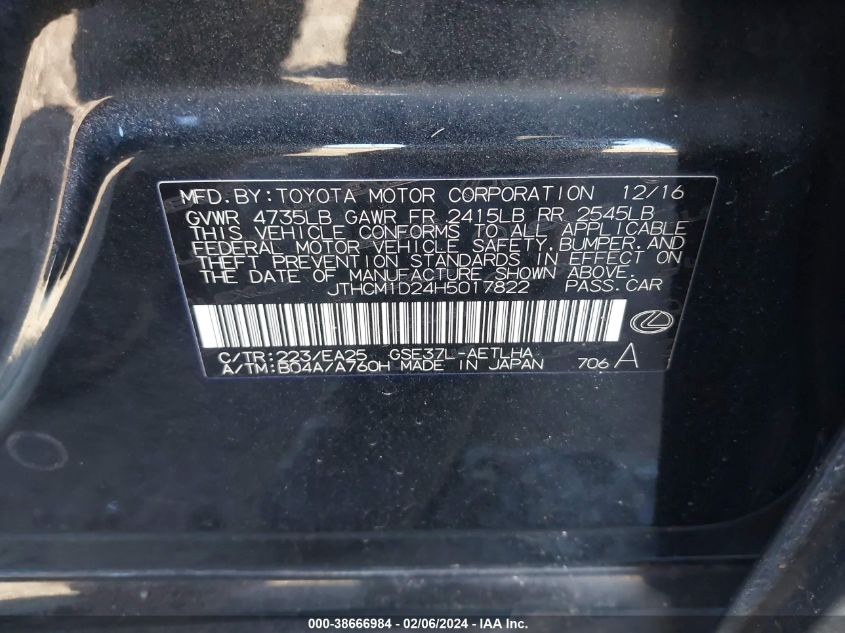 MFD. BY: TOYOTA MOTOR CORPORATION 12/16
GVWR 4735LB GAWR FR 2415LB RR 2545LB
THIS VEHICLE CONFORMS TO ALL APPLICABLE
FEDERAL MOTOR VEHICLE SAFETY, BUMPER, AND
THEFT PREVENTION STANDARDS IN EFFECT ON
THE DATE OF MANUFACTURE SHOWN ABOVE.
JTHCM1D24H5017822 PASS. CAR
C/TR: 223/EA25 GSE37L-AETLHA
A/TM: B04A/A760H MADE IN JAPAN 706 A
000-38666984 - 02/06/2024 - IAA Inc.